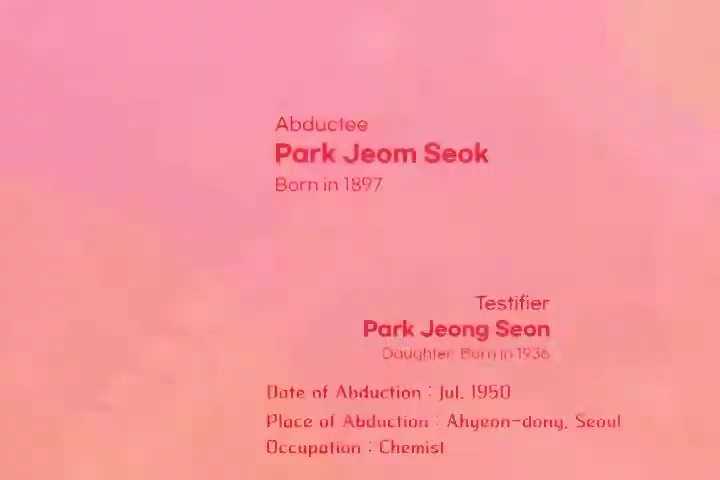 Abductee
Park Jeom Seok
Born in 1897
Testifier
Park Jeong Seon
Daughter. Born in 1936
Date of Abduction : Jul. 1950
Place of Abduction : Ahyeon-dong, Seoul
Occupation : Chemist